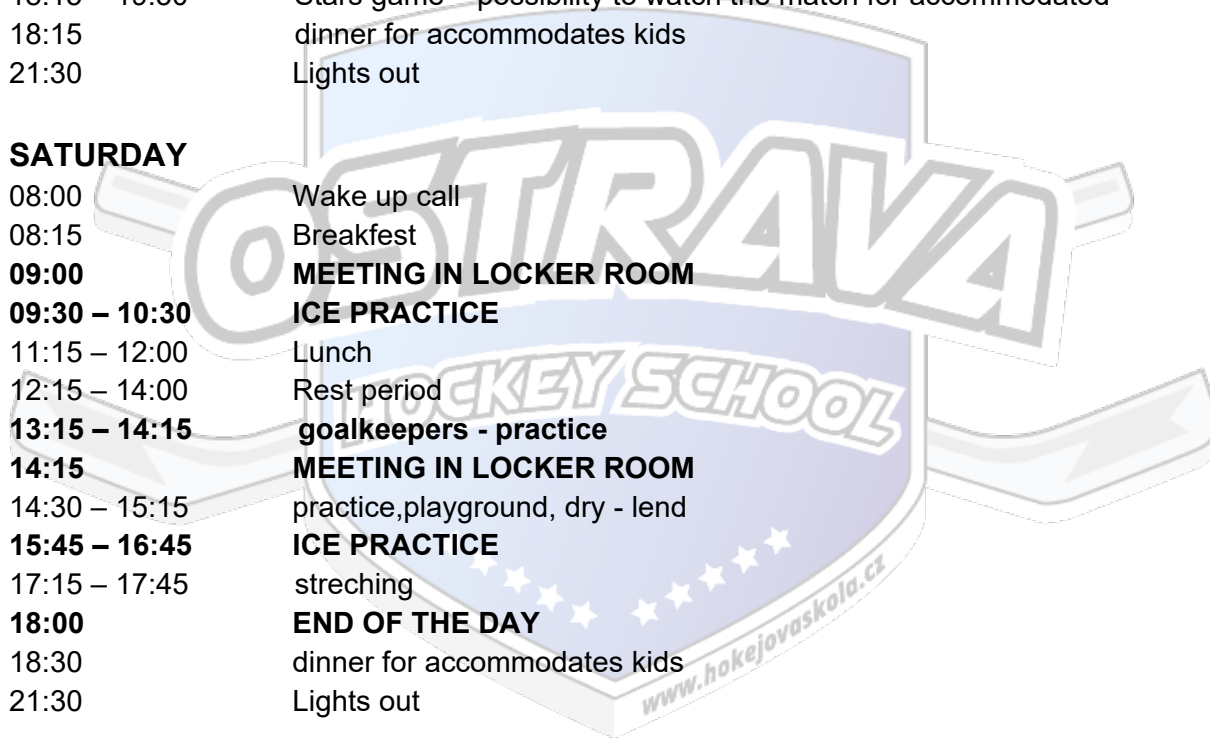 Stars game – possibility to watch the match for accommodated
18:15 dinner for accommodates kids
21:30 Lights out
SATURDAY
08:00 Wake up call
08:15 Breakfest
09:00 MEETING IN LOCKER ROOM
09:30 – 10:30 ICE PRACTICE
11:15 – 12:00 Lunch
12:15 – 14:00 Rest period
13:15 – 14:15 goalkeepers - practice
14:15 MEETING IN LOCKER ROOM
14:30 – 15:15 practice,playground, dry - lend
15:45 – 16:45 ICE PRACTICE
17:15 – 17:45 streching
18:00 END OF THE DAY
18:30 dinner for accommodates kids
21:30 Lights out
OSTRAVA
HOCKEY SCHOOL
www.hokejovaskola.cz